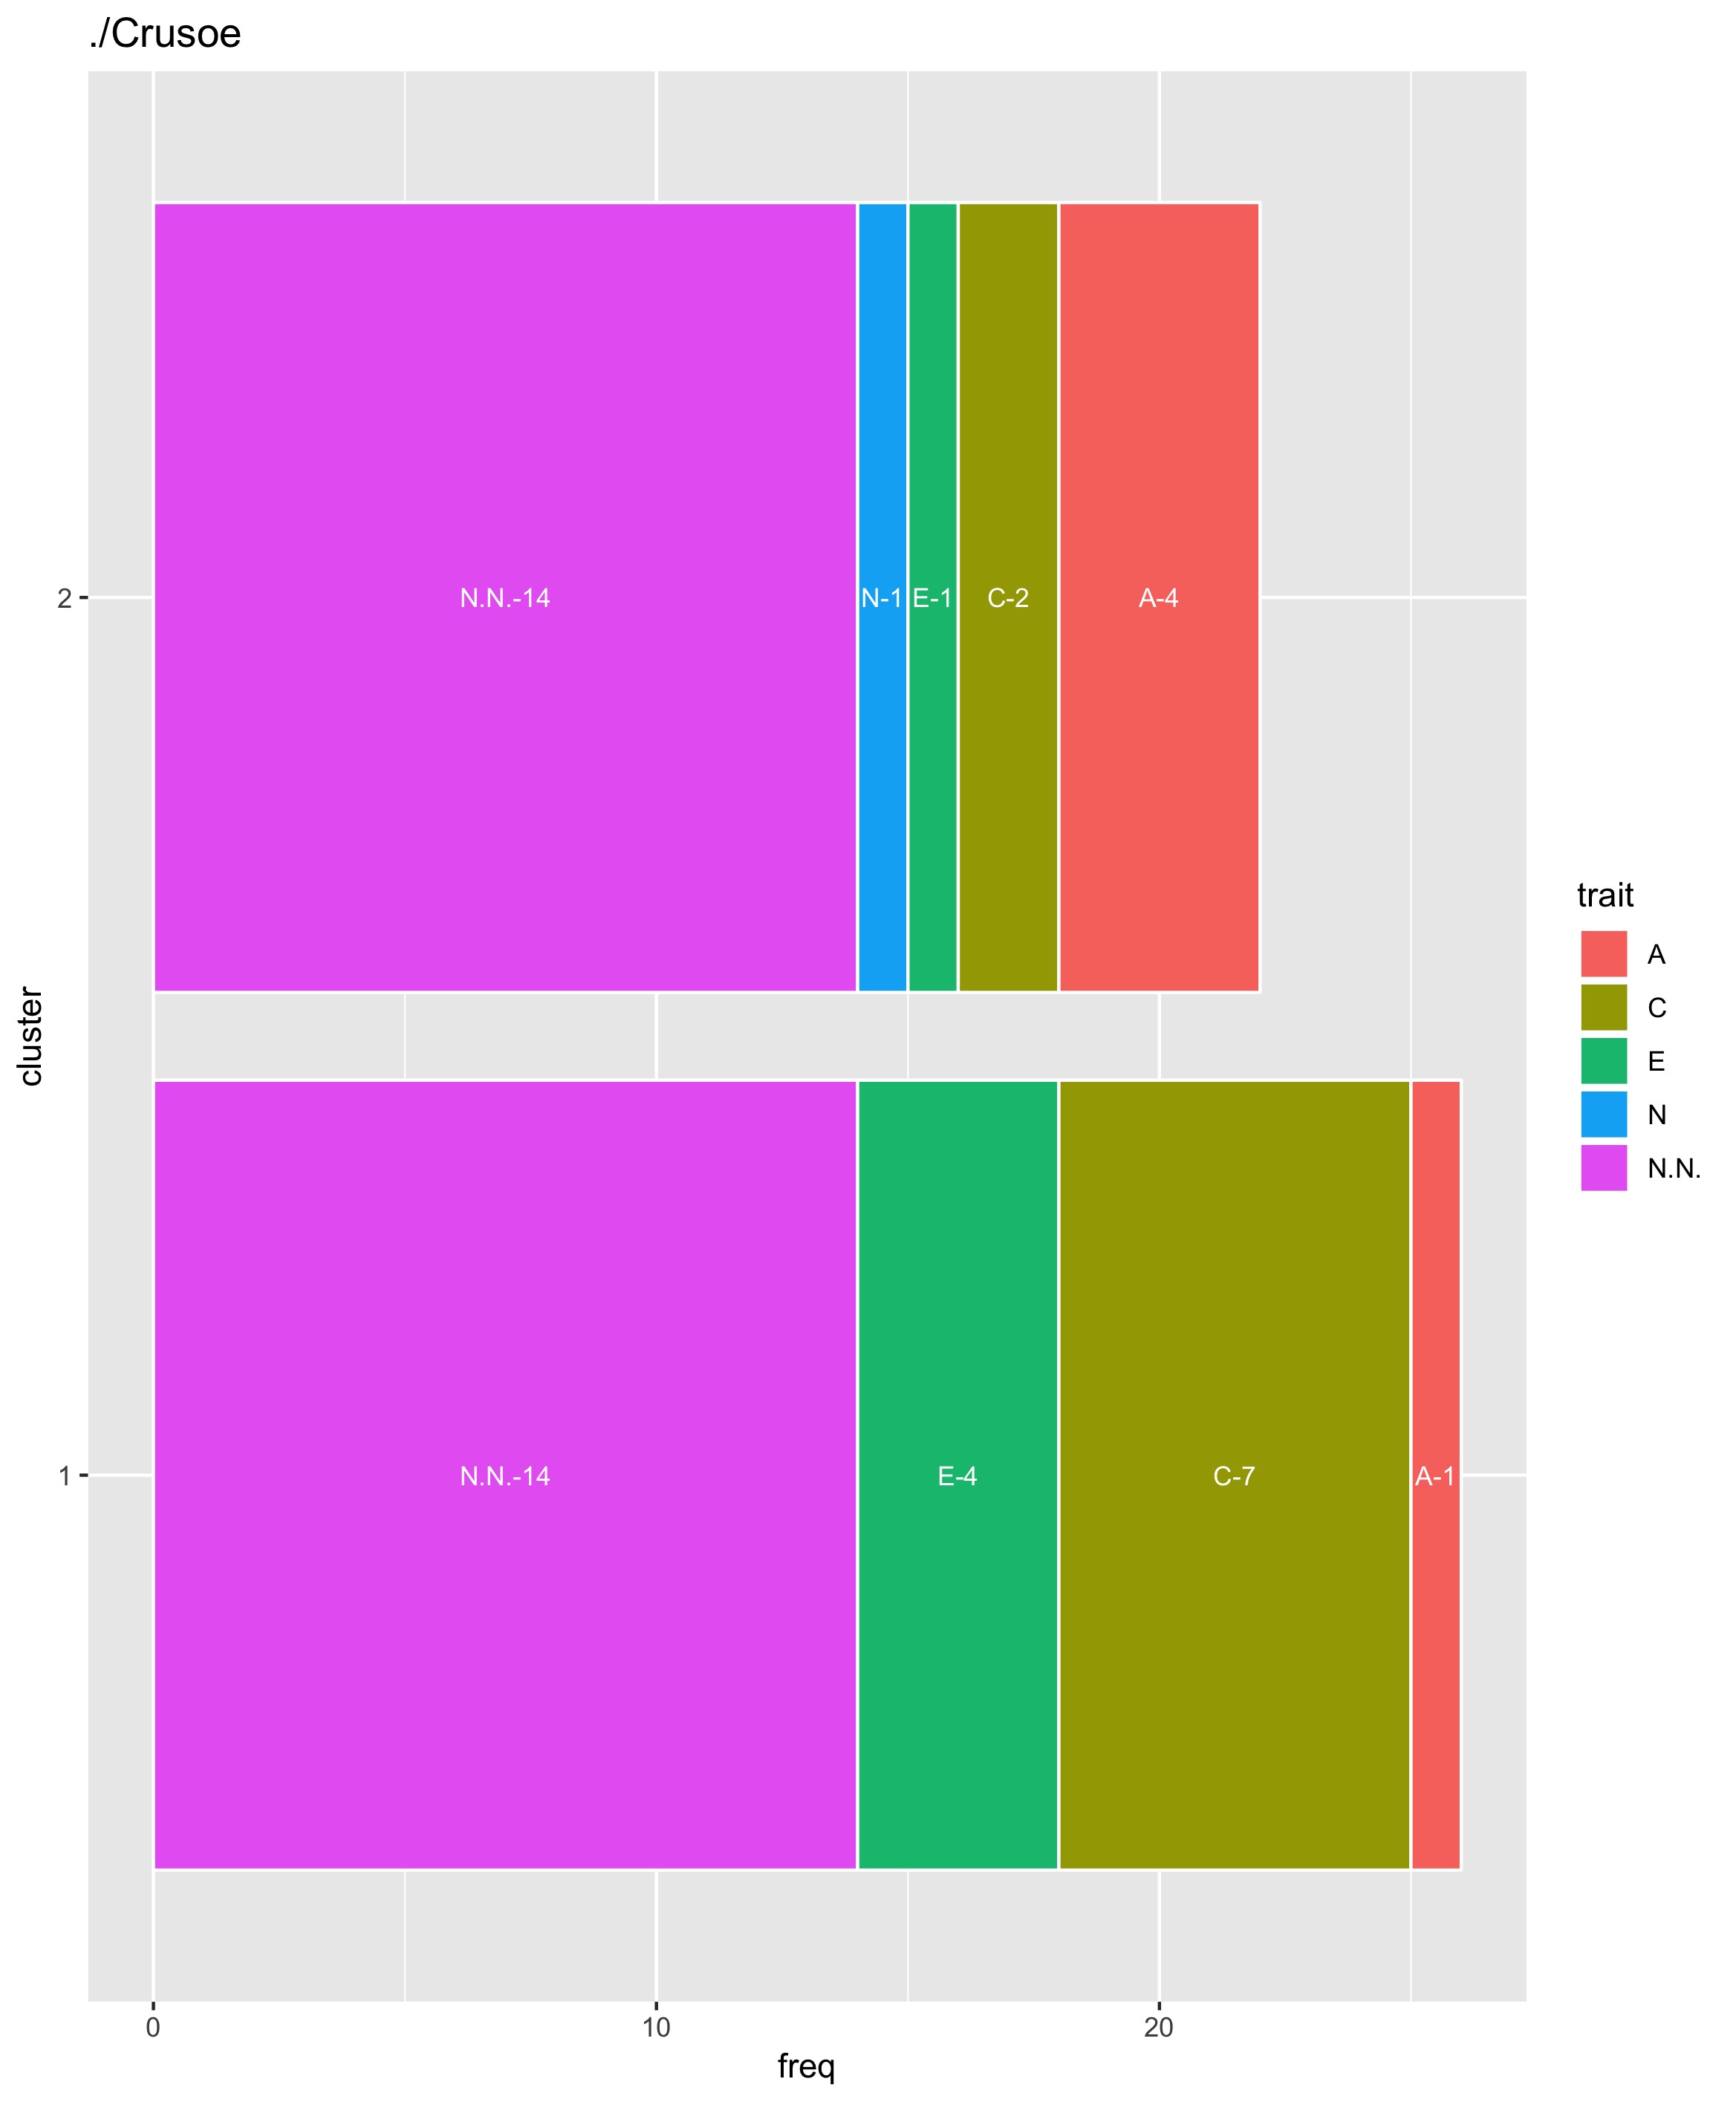 ./Crusoe
2
N.N.-14
N-1
E-1
C-2
A-4
cluster
1
N.N.-14
E-4
C-7
A-1
0
10
20
freq
trait
A
C
E
N
N.N.